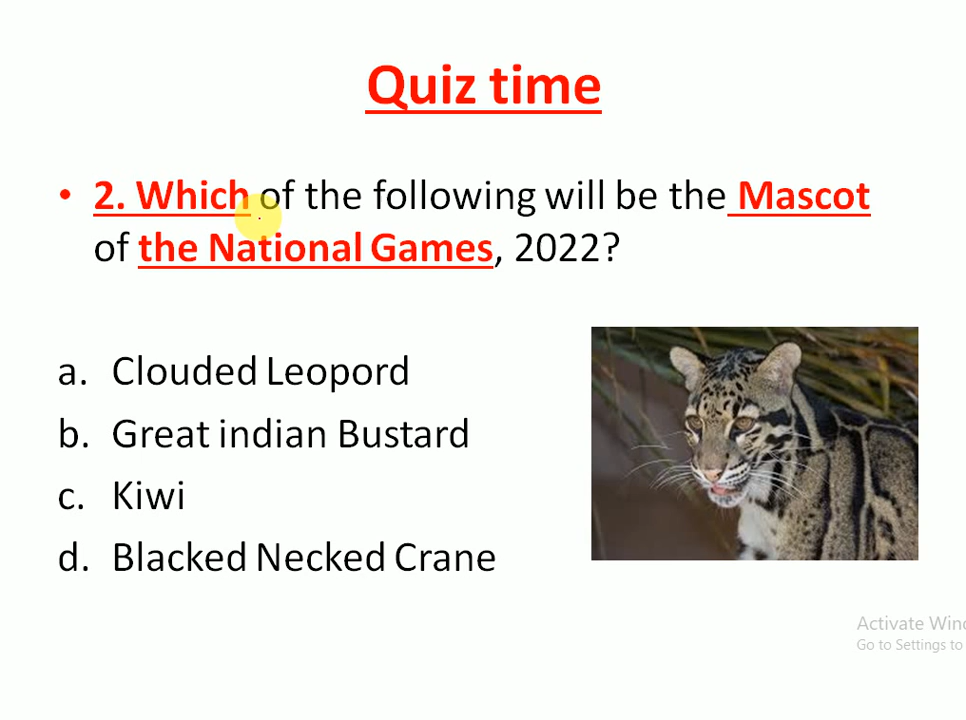 Quiz time
• 2. Which of the following will be the Mascot
of the National Games, 2022?
a. Clouded Leopord
b. Great indian Bustard
c. Kiwi
d. Blacked Necked Crane
Activate Wind
Go to Settings to